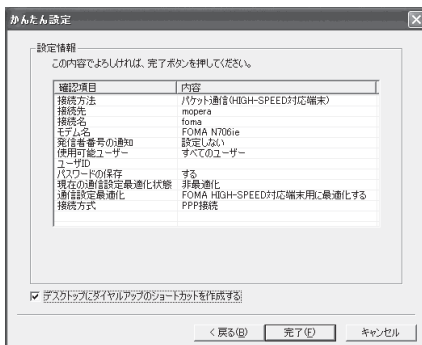 かんたん設定
設定情報
この内容でよろしければ、完了ボタンを押してください。
確認項目 内容
接続方法 パケット通信(HIGH-SPEED対応端末)
接続先 mopera
接続名 foma
モデム名 FOMA N706ie
発信者番号の通知 設定しない
使用可能ユーザー すべてのユーザー
ユーザID
パスワードの保存 する
現在の通信設定最適化状態 非最適化
通信設定最適化 FOMA HIGH-SPEED対応端末用に最適化する
接続方式 PPP接続
デスクトップにダイヤルアップのショートカットを作成する
< 戻る(B) 完了(F) キャンセル